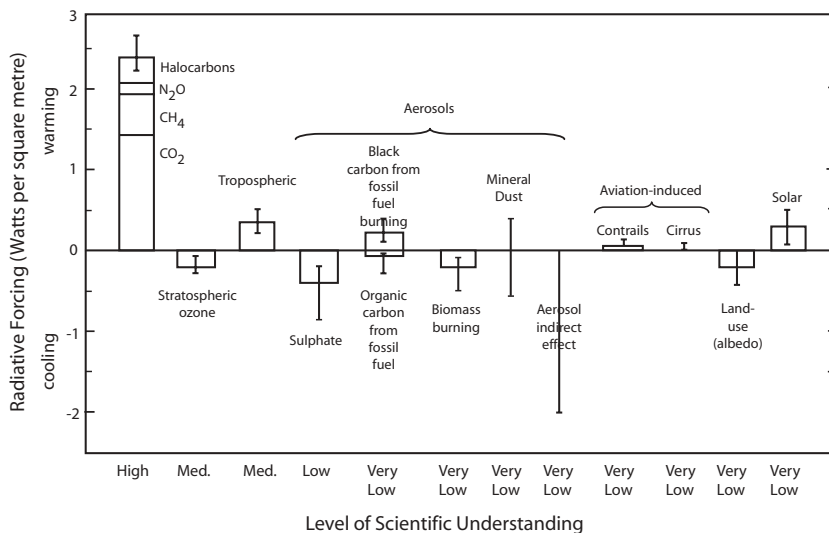 Radiative Forcing (Watts per square metre)
warming
cooling
3
2
1
0
-1
-2
Halocarbons
N2O
CH4
CO2
Stratospheric
ozone
Tropospheric
Aerosols
Sulphate
Black
carbon from
fossil
fuel
burning
Organic
carbon
from
fossil
fuel
Biomass
burning
Mineral
Dust
Aerosol
indirect
effect
Aviation-induced
Contrails
Cirrus
Land-
use
(albedo)
Solar
High
Med.
Med.
Low
Very
Low
Very
Low
Very
Low
Very
Low
Very
Low
Very
Low
Very
Low
Very
Low
Level of Scientific Understanding